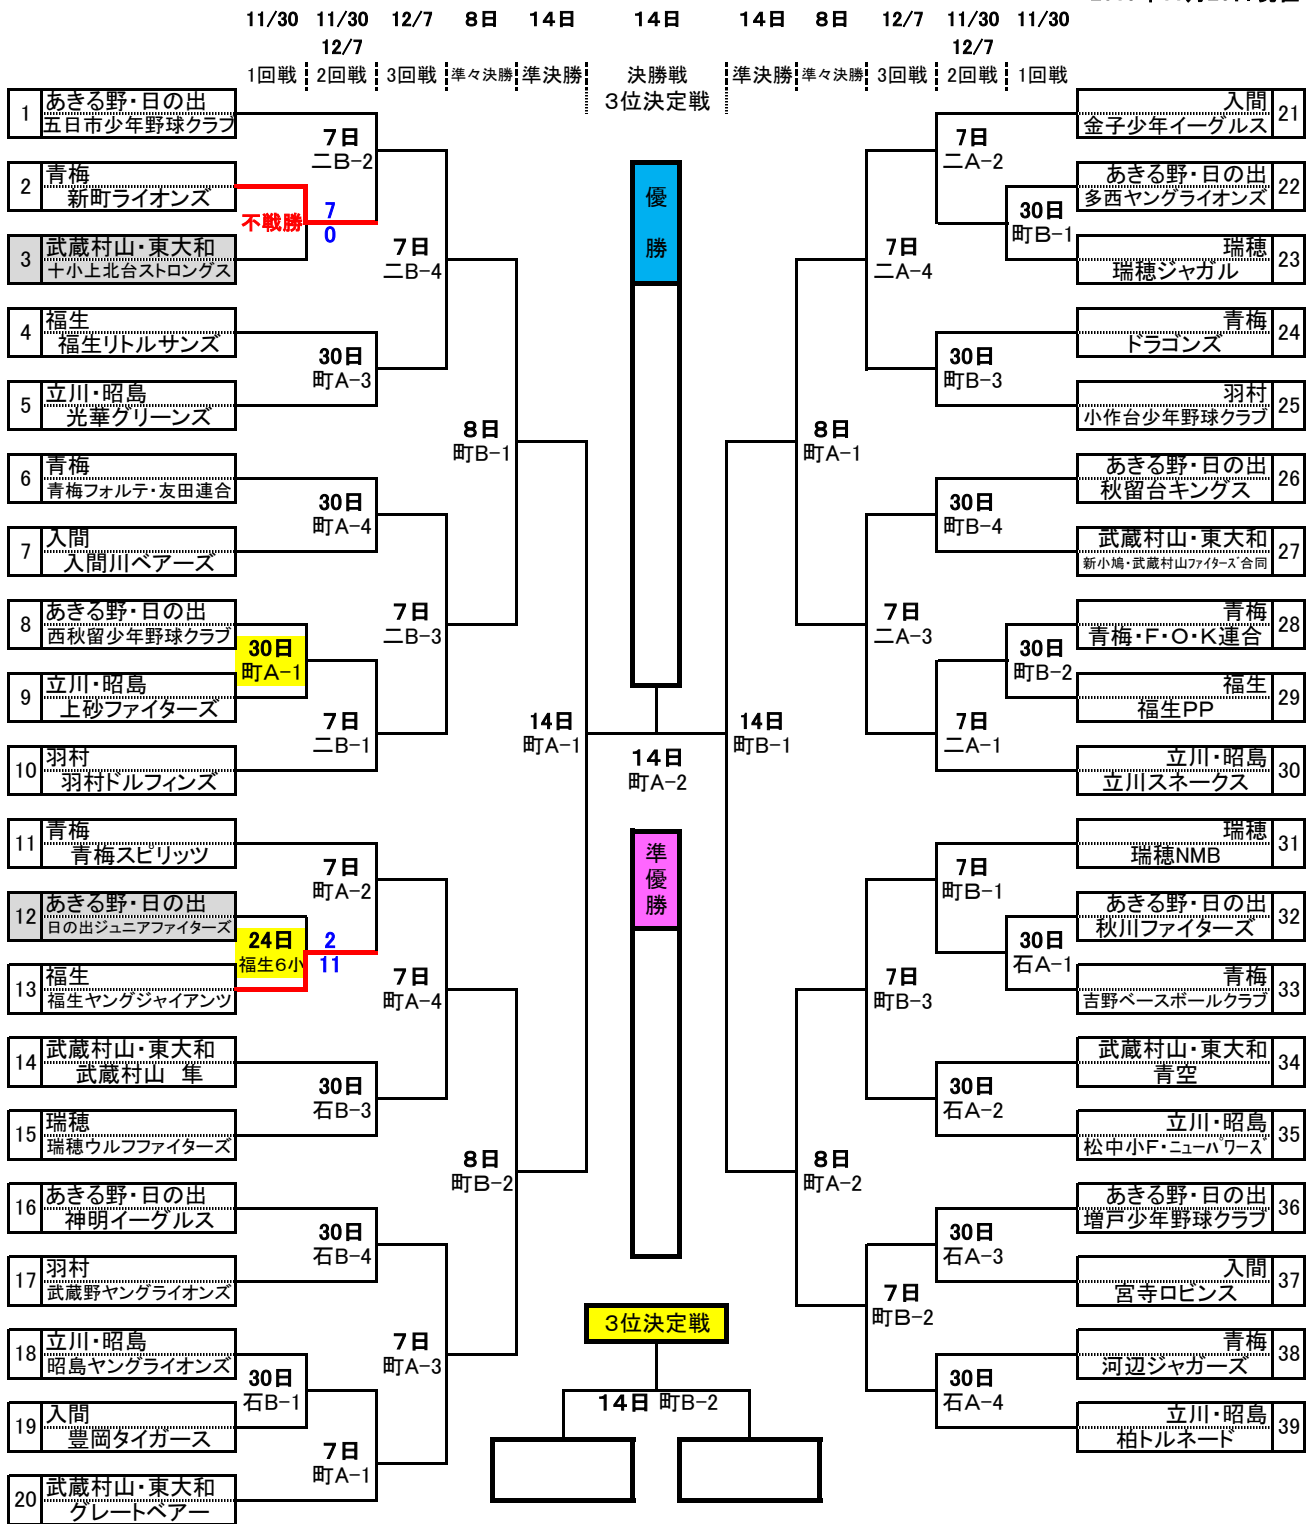 11/30 11/30 12/7 8日 14日 14日 14日 8日 12/7 11/30 11/30
12/7 12/7
1回戦 2回戦 3回戦 準々決勝 準決勝 決勝戦 準決勝 準々決勝 3回戦 2回戦 1回戦
3位決定戦
1 あきる野・日の出
五日市少年野球クラブ
2 青梅
新町ライオンズ
3 武蔵村山・東大和
十小上北台ストロングス
4 福生
福生リトルサンズ
5 立川・昭島
光華グリーンズ
6 青梅
青梅フォルテ・友田連合
7 入間
入間川ベアーズ
8 あきる野・日の出
西秋留少年野球クラブ
9 立川・昭島
上砂ファイターズ
10 羽村
羽村ドルフィンズ
11 青梅
青梅スピリッツ
12 あきる野・日の出
日の出ジュニアファイターズ
13 福生
福生ヤングジャイアンツ
14 武蔵村山・東大和
武蔵村山 隼
15 瑞穂
瑞穂ウルフファイターズ
16 あきる野・日の出
神明イーグルス
17 羽村
武蔵野ヤングライオンズ
18 立川・昭島
昭島ヤングライオンズ
19 入間
豊岡タイガース
20 武蔵村山・東大和
グレートベアー
不戦勝
7
0
30日
町A-1
24日
福生6小
2
11
30日
石B-1
7日
二B-2
30日
町A-3
30日
町A-4
7日
二B-1
7日
町A-2
30日
石B-3
30日
石B-4
7日
町A-1
7日
二B-4
7日
二B-3
7日
町A-4
7日
町A-3
8日
町B-1
8日
町B-2
14日
町A-1
優勝
14日
町A-2
準優勝
3位決定戦
14日 町B-2
14日
町B-1
8日
町A-1
8日
町A-2
7日
二A-4
7日
二A-3
7日
町B-3
7日
町B-2
7日
二A-2
30日
町B-3
30日
町B-4
7日
二A-1
7日
町B-1
30日
石A-2
30日
石A-3
30日
石A-4
30日
町B-1
30日
町B-2
30日
石A-1
入間 21
金子少年イーグルス
あきる野・日の出 22
多西ヤングライオンズ
瑞穂 23
瑞穂ジャガル
青梅 24
ドラゴンズ
羽村 25
小作台少年野球クラブ
あきる野・日の出 26
秋留台キングス
武蔵村山・東大和 27
新小鳩・武蔵村山ファイターズ合同
青梅 28
青梅・F・O・K連合
福生 29
福生PP
立川・昭島 30
立川スネークス
瑞穂 31
瑞穂NMB
あきる野・日の出 32
秋川ファイターズ
青梅 33
吉野ベースボールクラブ
武蔵村山・東大和 34
青空
立川・昭島 35
松中小F・ニューパワーズ
あきる野・日の出 36
増戸少年野球クラブ
入間 37
宮寺ロビンス
青梅 38
河辺ジャガーズ
立川・昭島 39
柏トルネード